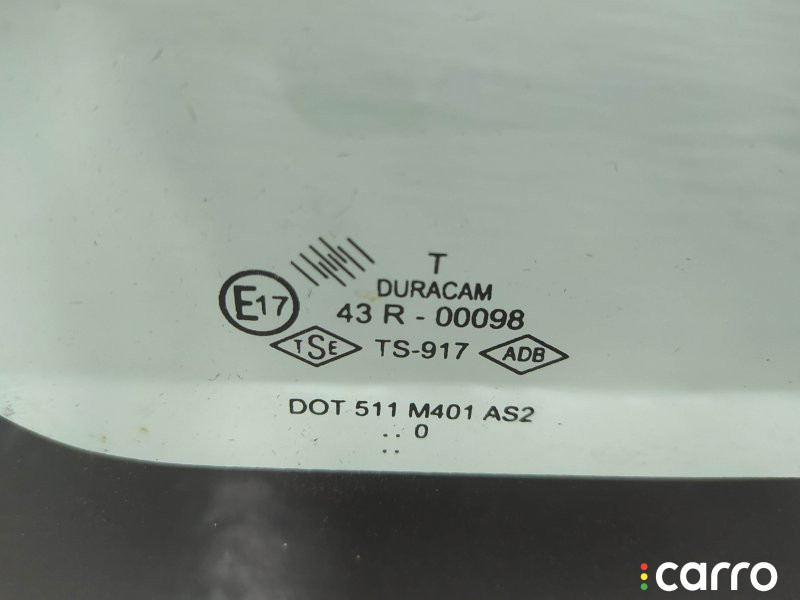 T
DURACAM
E17
43 R - 00098
TSE TS-917 ADB
DOT 511 M401 AS2
.. 0
..
carro